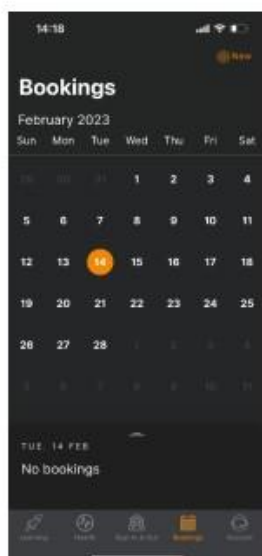 14:18
New
Bookings
February 2023
Sun Mon Tue Wed Thu Fri Sat
1 2 3 4
5 6 7 8 9 10 11
12 13 14 15 16 17 18
19 20 21 22 23 24 25
26 27 28
TUE 14 FEB
No bookings
Bookings